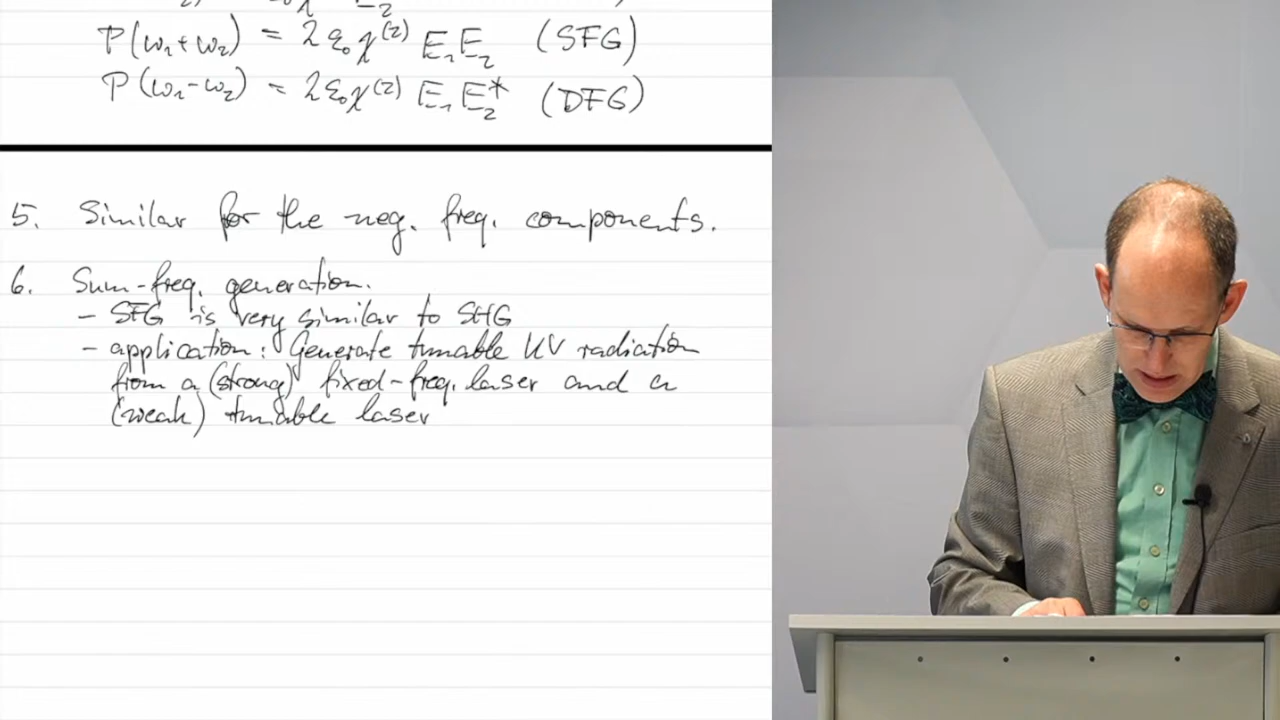 P(ω₁+ω₂) = 2ε₀χ⁽²⁾ E₁E₂ (SFG)
P(ω₁-ω₂) = 2ε₀χ⁽²⁾ E₁E₂* (DFG)
5. Similar for the neg. freq. components.
6. Sum-freq. generation.
- SFG is very similar to SHG
- application: Generate tunable UV radiation
from a (strong) fixed-freq. laser and a
(weak) tunable laser